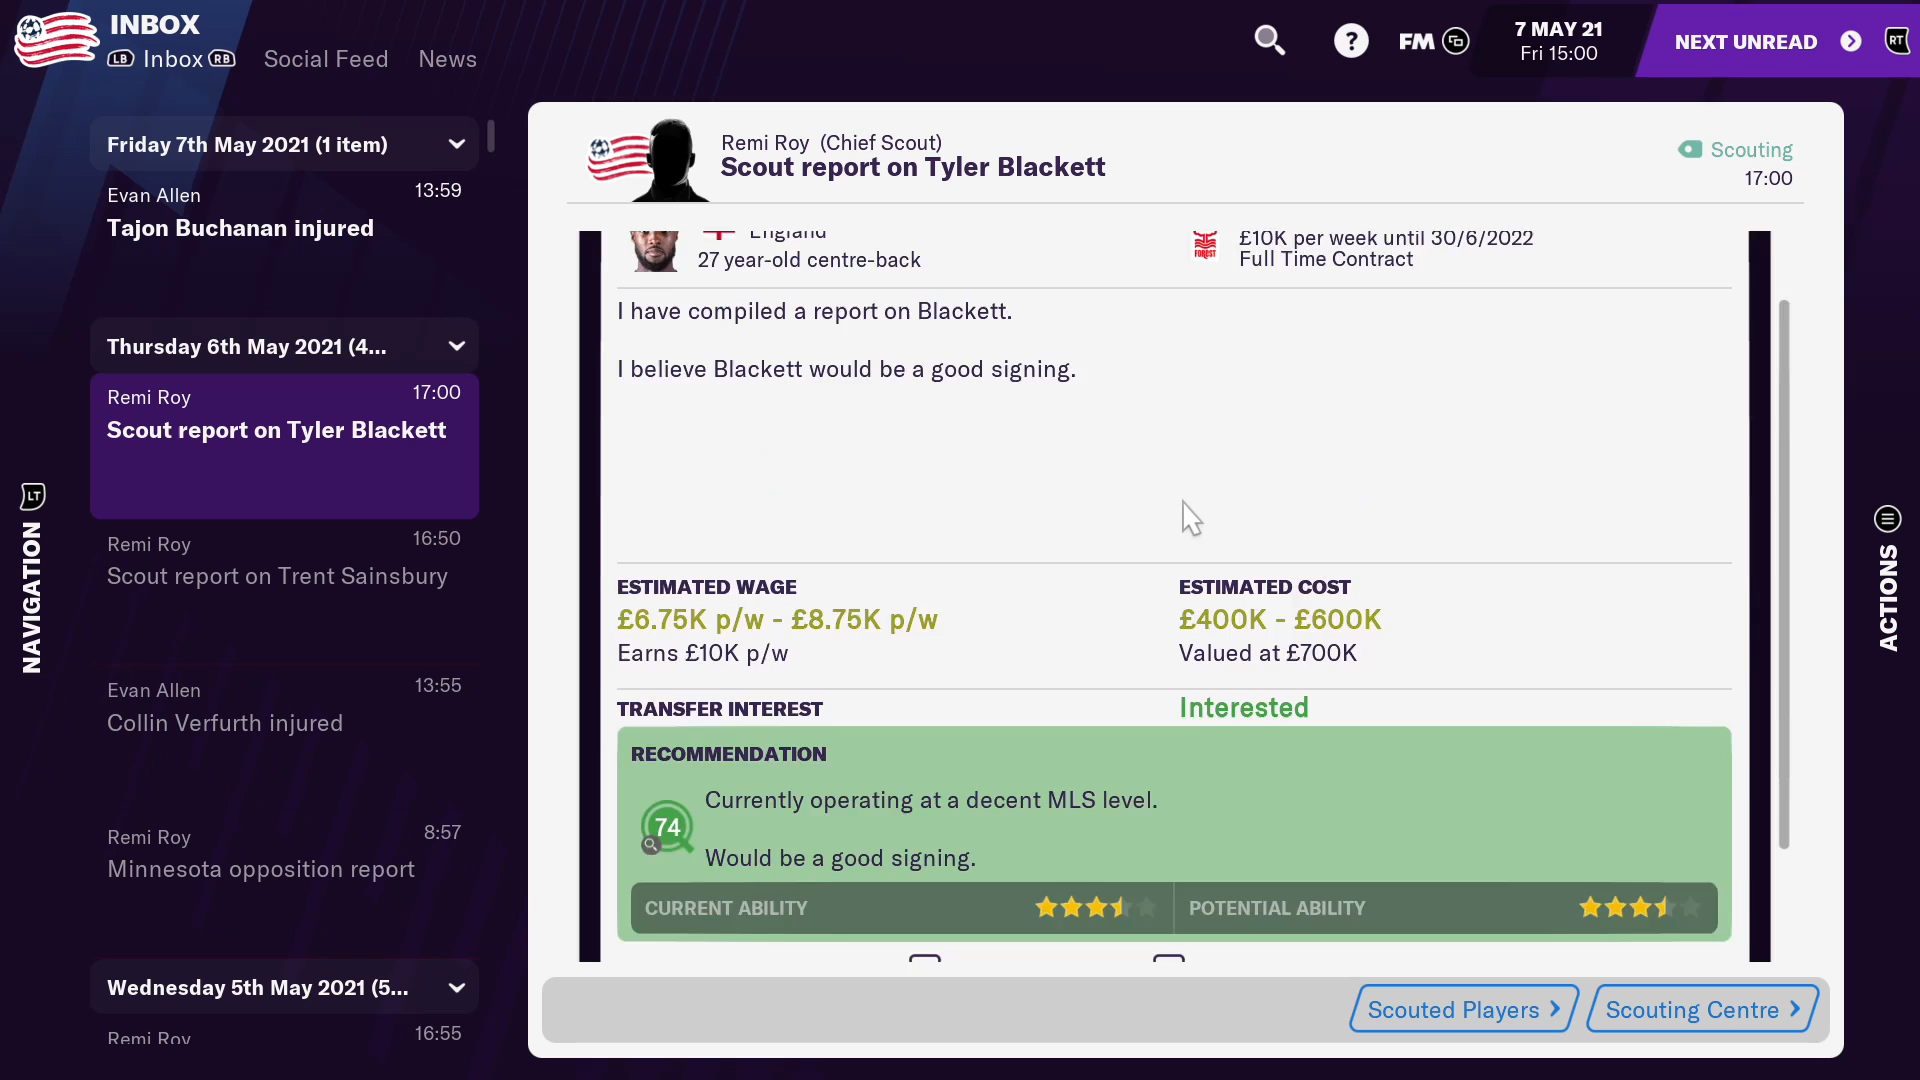 INBOX
LB Inbox RB
Social Feed
News
?
FM
7 MAY 21
Fri 15:00
NEXT UNREAD
RT
Friday 7th May 2021 (1 item)
Evan Allen
13:59
Tajon Buchanan injured
Thursday 6th May 2021 (4...
Remi Roy
17:00
Scout report on Tyler Blackett
Remi Roy
16:50
Scout report on Trent Sainsbury
Evan Allen
13:55
Collin Verfurth injured
Remi Roy
8:57
Minnesota opposition report
Wednesday 5th May 2021 (5...
Remi Roy
16:55
LT
NAVIGATION
Remi Roy (Chief Scout)
Scout report on Tyler Blackett
Scouting
17:00
England
27 year-old centre-back
FOREST
£10K per week until 30/6/2022
Full Time Contract
I have compiled a report on Blackett.
I believe Blackett would be a good signing.
ESTIMATED WAGE
£6.75K p/w - £8.75K p/w
Earns £10K p/w
ESTIMATED COST
£400K - £600K
Valued at £700K
TRANSFER INTEREST
Interested
RECOMMENDATION
74
Currently operating at a decent MLS level.
Would be a good signing.
CURRENT ABILITY
POTENTIAL ABILITY
Scouted Players
Scouting Centre
ACTIONS